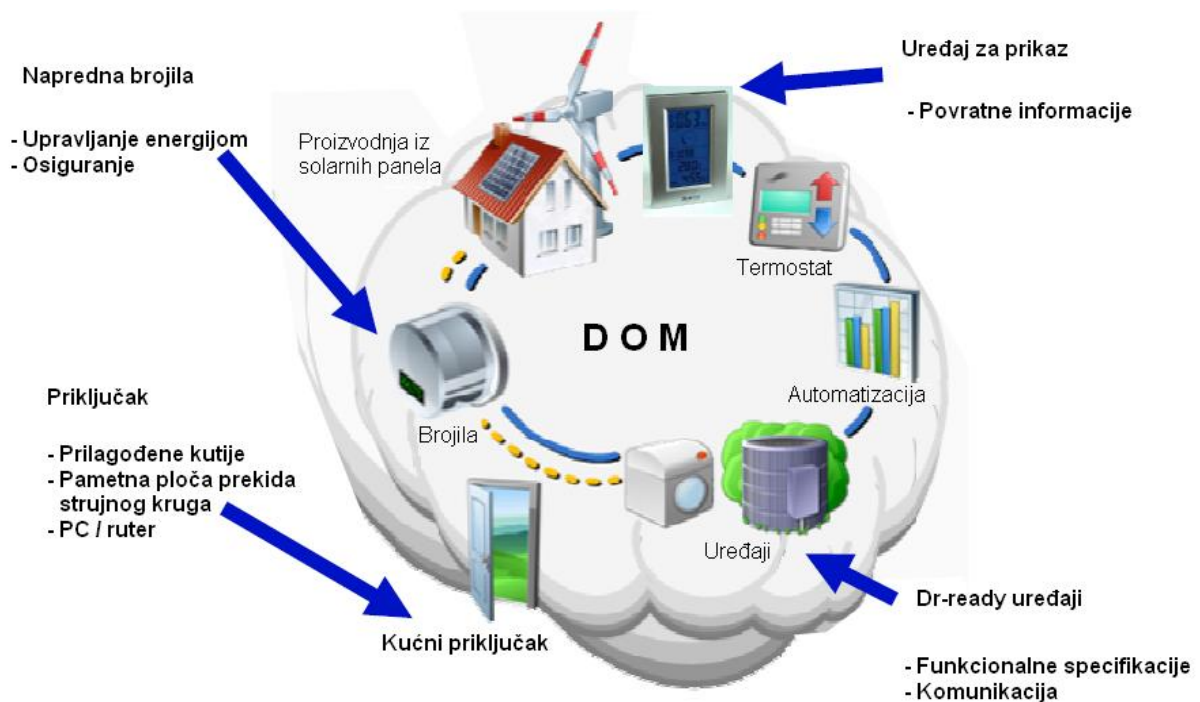 Napredna brojila
- Upravljanje energijom
- Osiguranje
Proizvodnja iz
solarnih panela
Uređaj za prikaz
- Povratne informacije
Termostat
D O M
Automatizacija
Priključak
- Prilagođene kutije
- Pametna ploča prekida
strujnog kruga
- PC / ruter
Brojila
Uređaji
Kućni priključak
Dr-ready uređaji
- Funkcionalne specifikacije
- Komunikacija